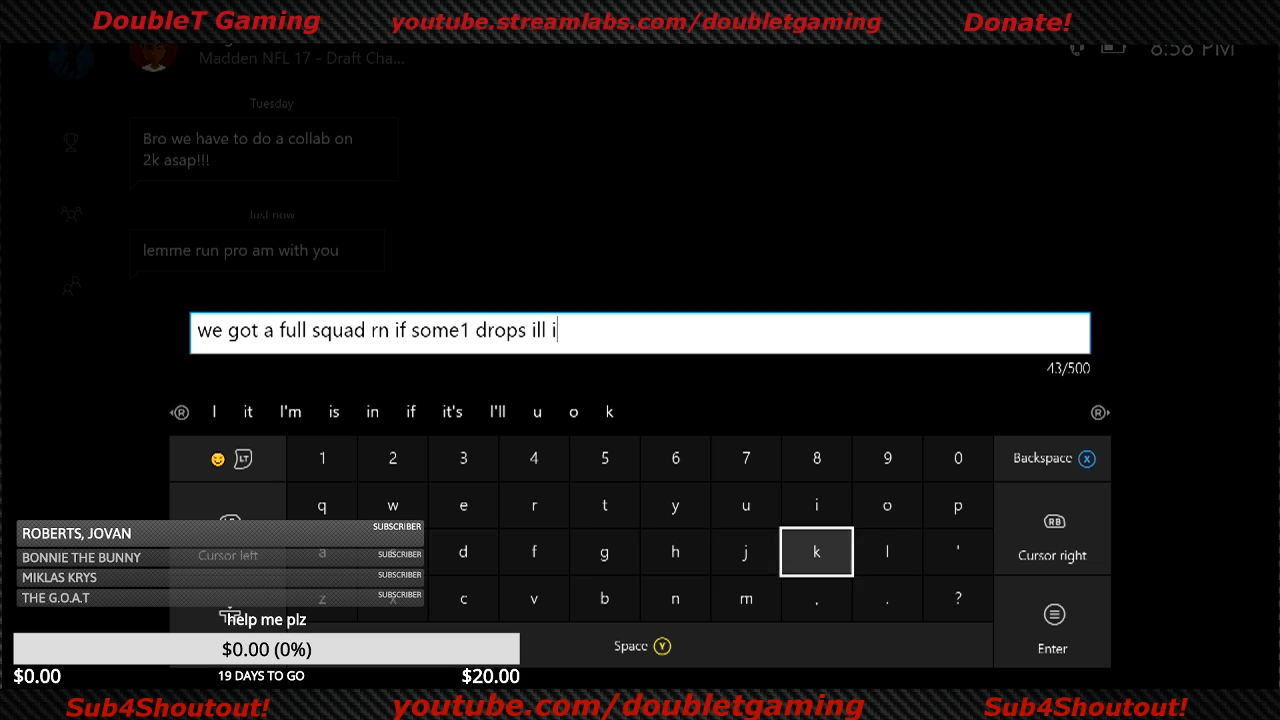 DoubleT Gaming youtube.streamlabs.com/doubletgaming Donate!
Madden NFL 17 - Draft Cha...
8:58 PM
Tuesday
Bro we have to do a collab on
2k asap!!!
Just now
lemme run pro am with you
we got a full squad rn if some1 drops ill i
43/500
R I it I'm is in if it's I'll u o k R
LT 1 2 3 4 5 6 7 8 9 0 Backspace X
q w e r t y u i o p RB
Cursor left a d f g h j k l ' Cursor right
z x c v b n m , . ? Enter
Space Y
ROBERTS, JOVAN SUBSCRIBER
BONNIE THE BUNNY SUBSCRIBER
MIKLAS KRYS SUBSCRIBER
THE G.O.A.T SUBSCRIBER
help me plz
$0.00 (0%)
$0.00 19 DAYS TO GO $20.00
Sub4Shoutout! youtube.com/doubletgaming Sub4Shoutout!